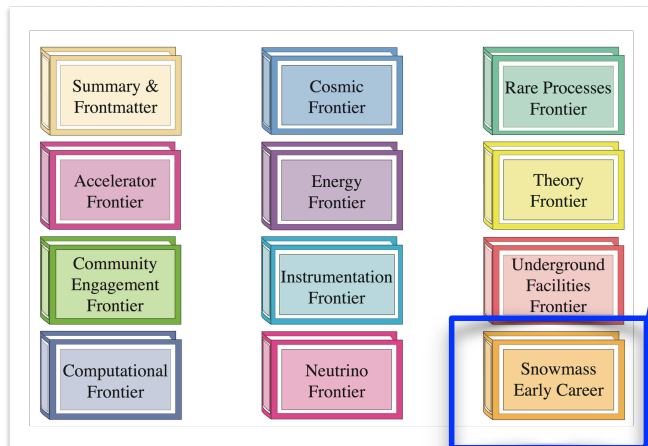 Summary &
Frontmatter
Cosmic
Frontier
Rare Processes
Frontier
Accelerator
Frontier
Energy
Frontier
Theory
Frontier
Community
Engagement
Frontier
Instrumentation
Frontier
Underground
Facilities
Frontier
Computational
Frontier
Neutrino
Frontier
Snowmass
Early Career